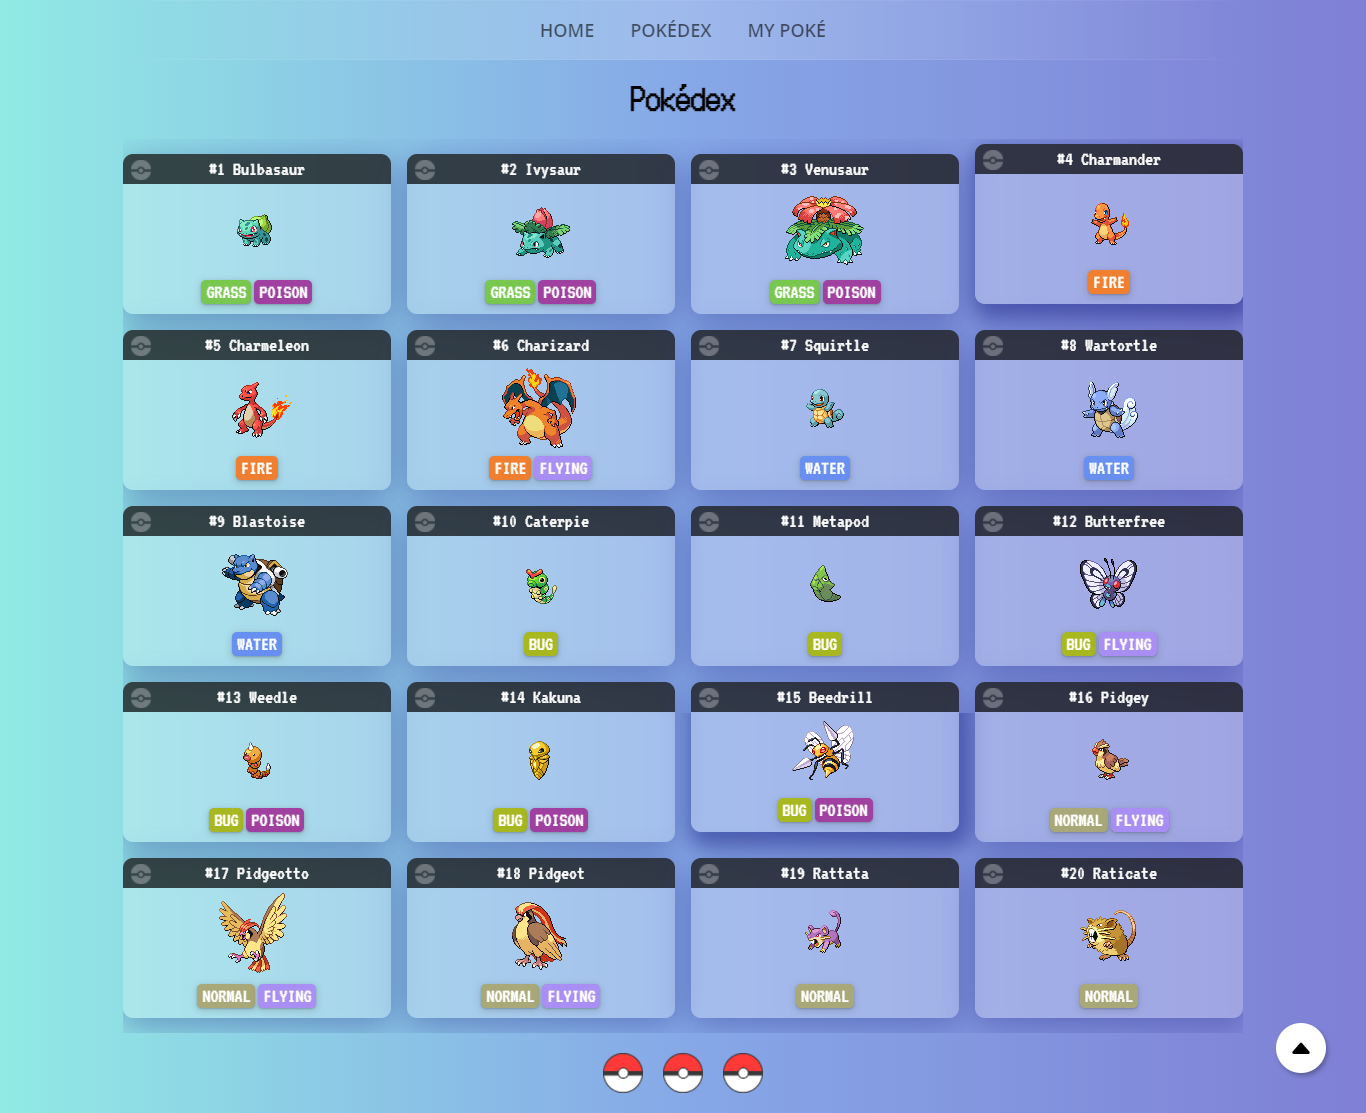 HOME POKÉDEX MY POKÉ
Pokédex
#1 Bulbasaur
GRASS POISON
#2 Ivysaur
GRASS POISON
#3 Venusaur
GRASS POISON
#4 Charmander
FIRE
#5 Charmeleon
FIRE
#6 Charizard
FIRE FLYING
#7 Squirtle
WATER
#8 Wartortle
WATER
#9 Blastoise
WATER
#10 Caterpie
BUG
#11 Metapod
BUG
#12 Butterfree
BUG FLYING
#13 Weedle
BUG POISON
#14 Kakuna
BUG POISON
#15 Beedrill
BUG POISON
#16 Pidgey
NORMAL FLYING
#17 Pidgeotto
NORMAL FLYING
#18 Pidgeot
NORMAL FLYING
#19 Rattata
NORMAL
#20 Raticate
NORMAL